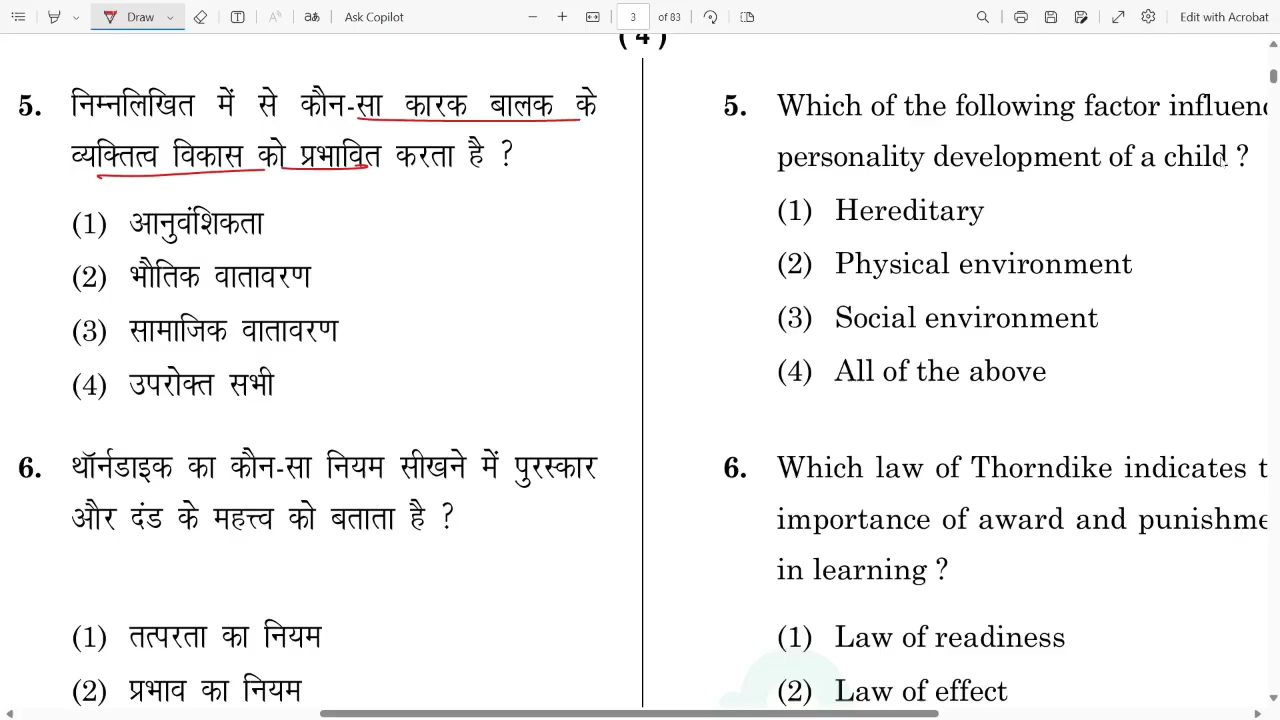 Draw
aあ
Ask Copilot
3
of 83
Edit with Acrobat
( 4 )
5. निम्नलिखित में से कौन-सा कारक बालक के
व्यक्तित्व विकास को प्रभावित करता है ?
(1) आनुवंशिकता
(2) भौतिक वातावरण
(3) सामाजिक वातावरण
(4) उपरोक्त सभी
6. थॉर्नडाइक का कौन-सा नियम सीखने में पुरस्कार
और दंड के महत्त्व को बताता है ?
(1) तत्परता का नियम
(2) प्रभाव का नियम
5. Which of the following factor influenc
personality development of a child ?
(1) Hereditary
(2) Physical environment
(3) Social environment
(4) All of the above
6. Which law of Thorndike indicates t
importance of award and punishme
in learning ?
(1) Law of readiness
(2) Law of effect